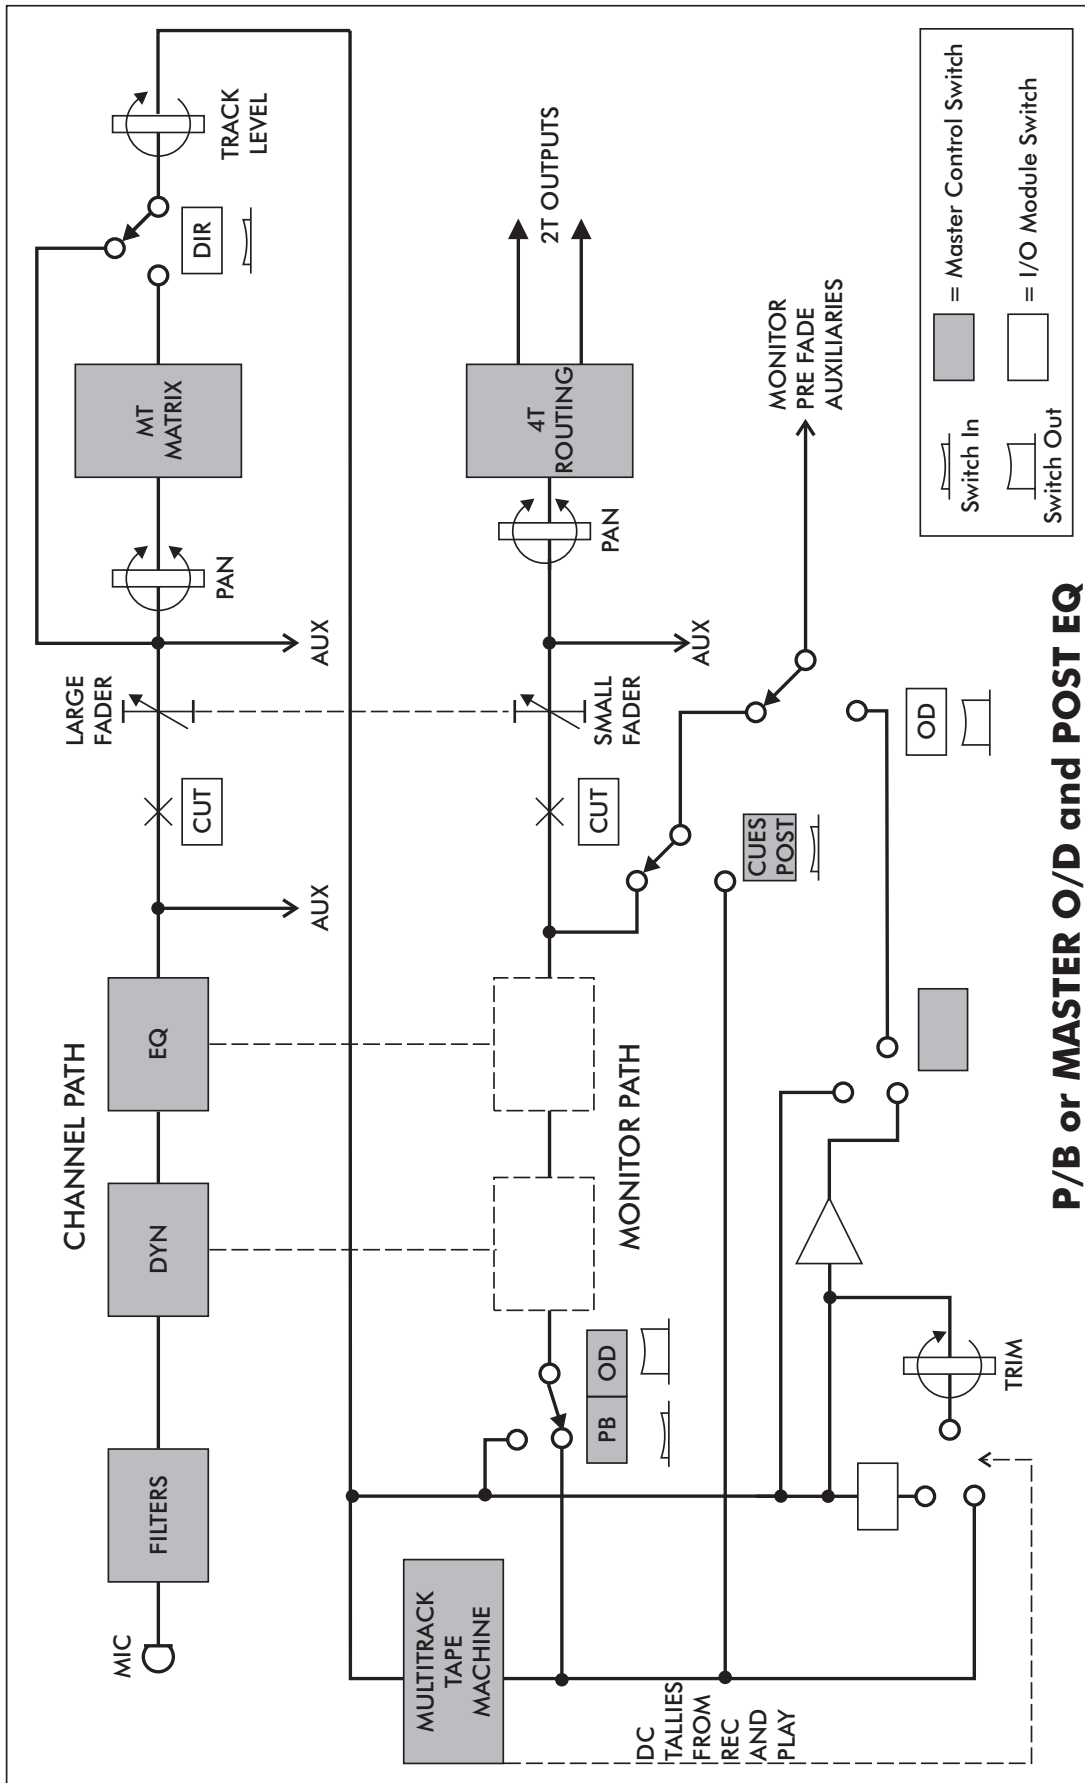 CHANNEL PATH
MIC
FILTERS
DYN
EQ
AUX
CUT
LARGE
FADER
AUX
PAN
MT
MATRIX
DIR
TRACK
LEVEL
MULTITRACK
TAPE
MACHINE
PB
OD
MONITOR PATH
CUT
SMALL
FADER
AUX
PAN
4T
ROUTING
2T OUTPUTS
DC
TALLIES
FROM
REC
AND
PLAY
CUES
POST
MONITOR
PRE FADE
AUXILIARIES
OD
TRIM
Switch In
= Master Control Switch
Switch Out
= I/O Module Switch
P/B or MASTER O/D and POST EQ